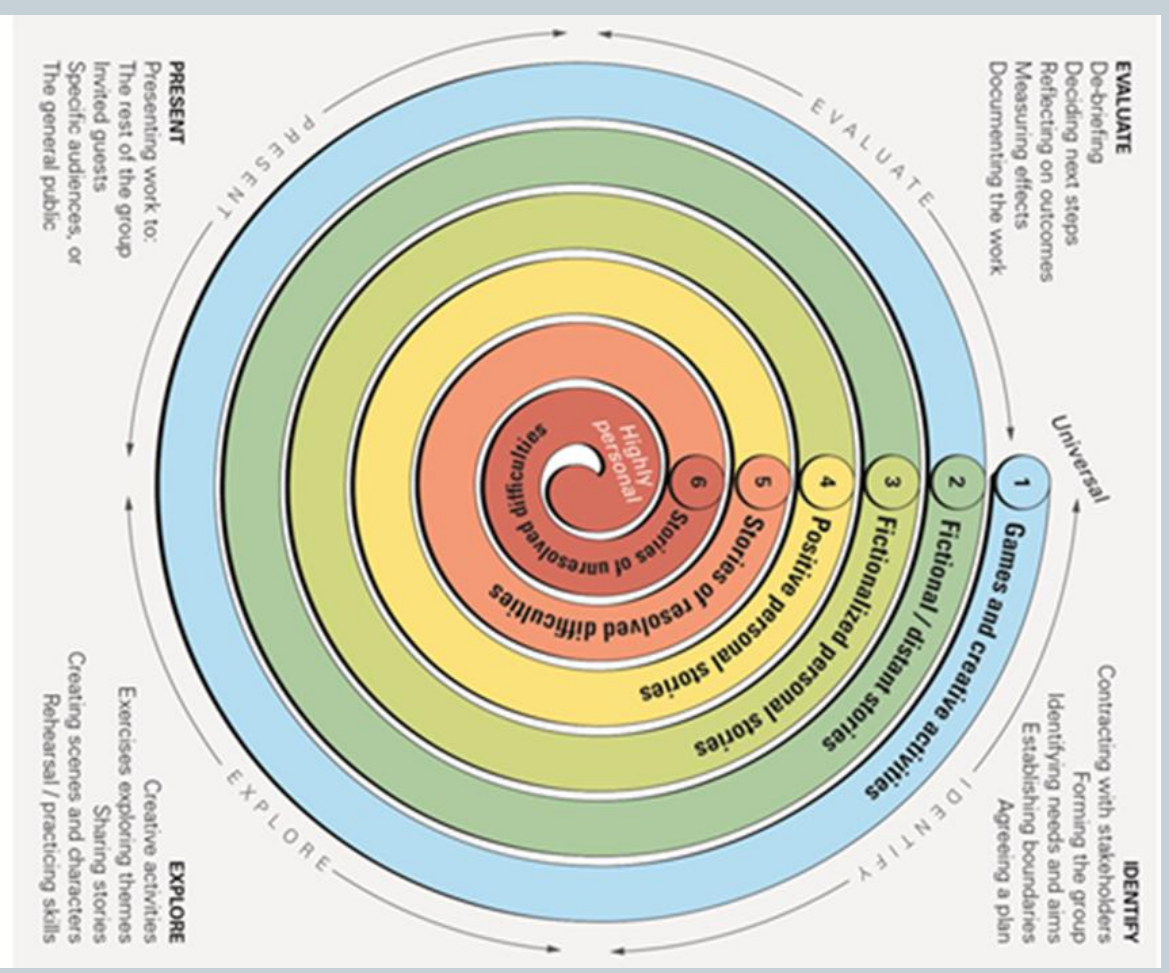 Universal
EVALUATE
De-briefing
Deciding next steps
Reflecting on outcomes
Measuring effects
Documenting the work
IDENTIFY
Contracting with stakeholders
Forming the group
Identifying needs and aims
Establishing boundaries
Agreeing a plan
PRESENT
Presenting work to:
The rest of the group
Invited guests
Specific audiences, or
The general public
EXPLORE
Creative activities
Exercises exploring themes
Sharing stories
Creating scenes and characters
Rehearsal / practicing skills
EVALUATE
IDENTIFY
EXPLORE
PRESENT
1 Games and creative activities
2 Fictional / distant stories
3 Fictionalized personal stories
4 Positive personal stories
5 Stories of resolved difficulties
6 Stories of unresolved difficulties
Highly
personal